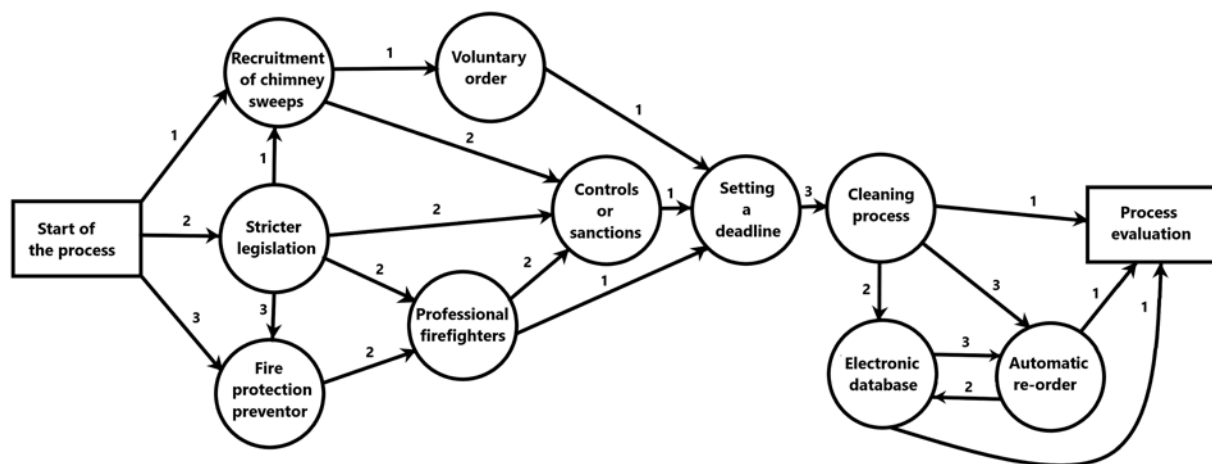 Recruitment
of chimney
sweeps
1
Voluntary
order
1
1
2
1
Start of
the process
2
Stricter
legislation
2
Controls
or
sanctions
1
Setting
a
deadline
3
Cleaning
process
1
Process
evaluation
3
3
2
2
1
Professional
firefighters
2
Fire
protection
preventor
2
3
1
1
Electronic
database
3
2
Automatic
re-order